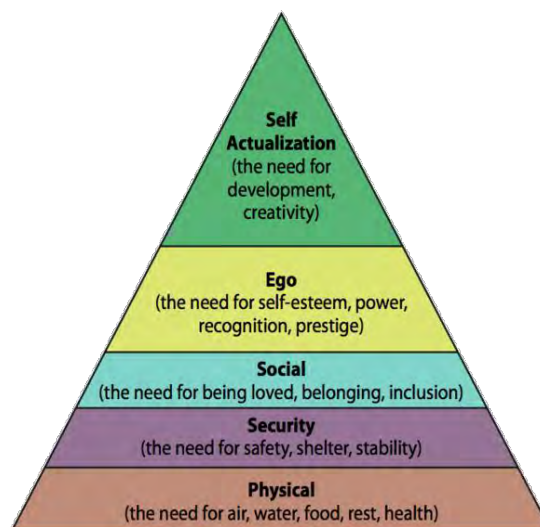 Self
Actualization
(the need for
development,
creativity)
Ego
(the need for self-esteem, power,
recognition, prestige)
Social
(the need for being loved, belonging, inclusion)
Security
(the need for safety, shelter, stability)
Physical
(the need for air, water, food, rest, health)